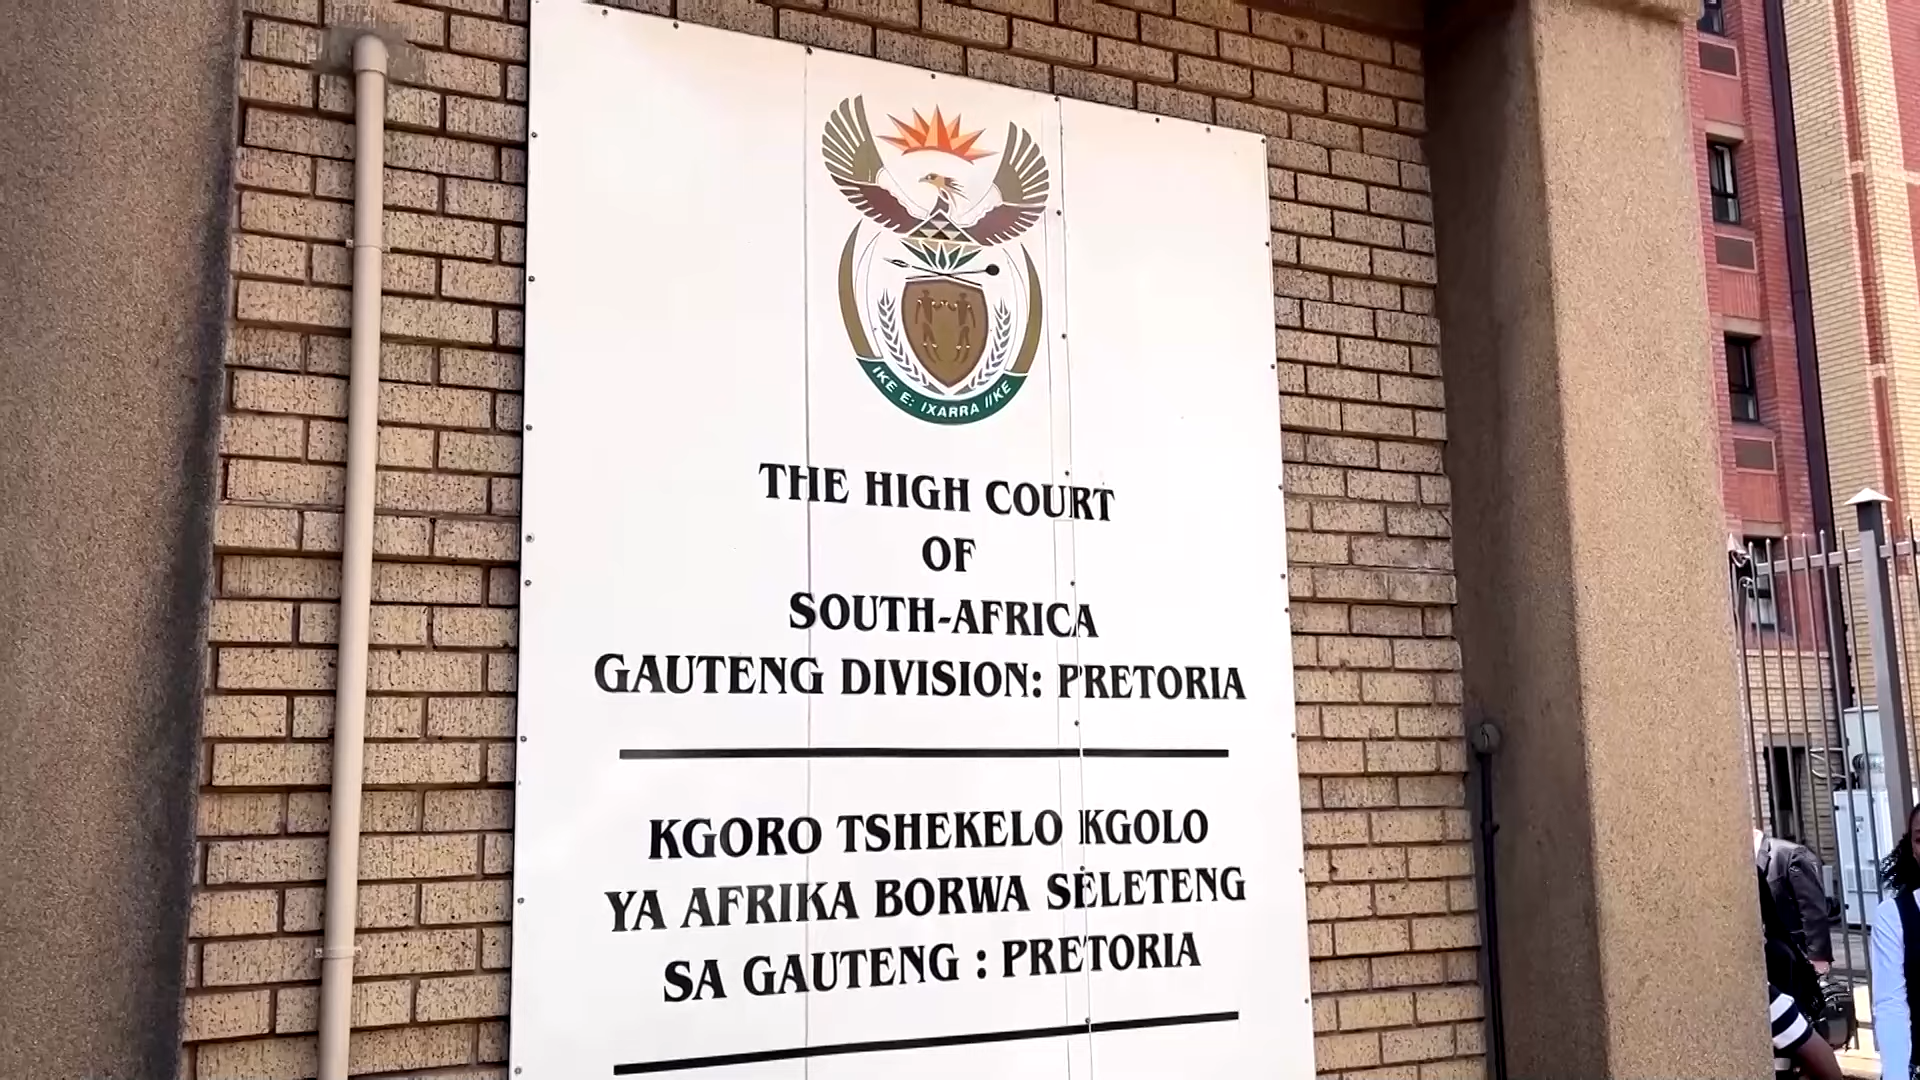 IKE E: IXARRA //KE
THE HIGH COURT
OF
SOUTH-AFRICA
GAUTENG DIVISION: PRETORIA
KGORO TSHEKELO KGOLO
YA AFRIKA BORWA SELETENG
SA GAUTENG : PRETORIA